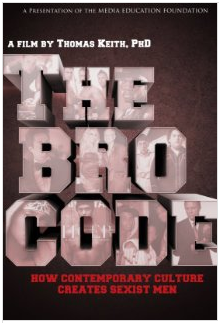 A PRESENTATION OF THE MEDIA EDUCATION FOUNDATION
A FILM BY THOMAS KEITH, PHD
THE
BRO
CODE
HOW CONTEMPORARY CULTURE
CREATES SEXIST MEN